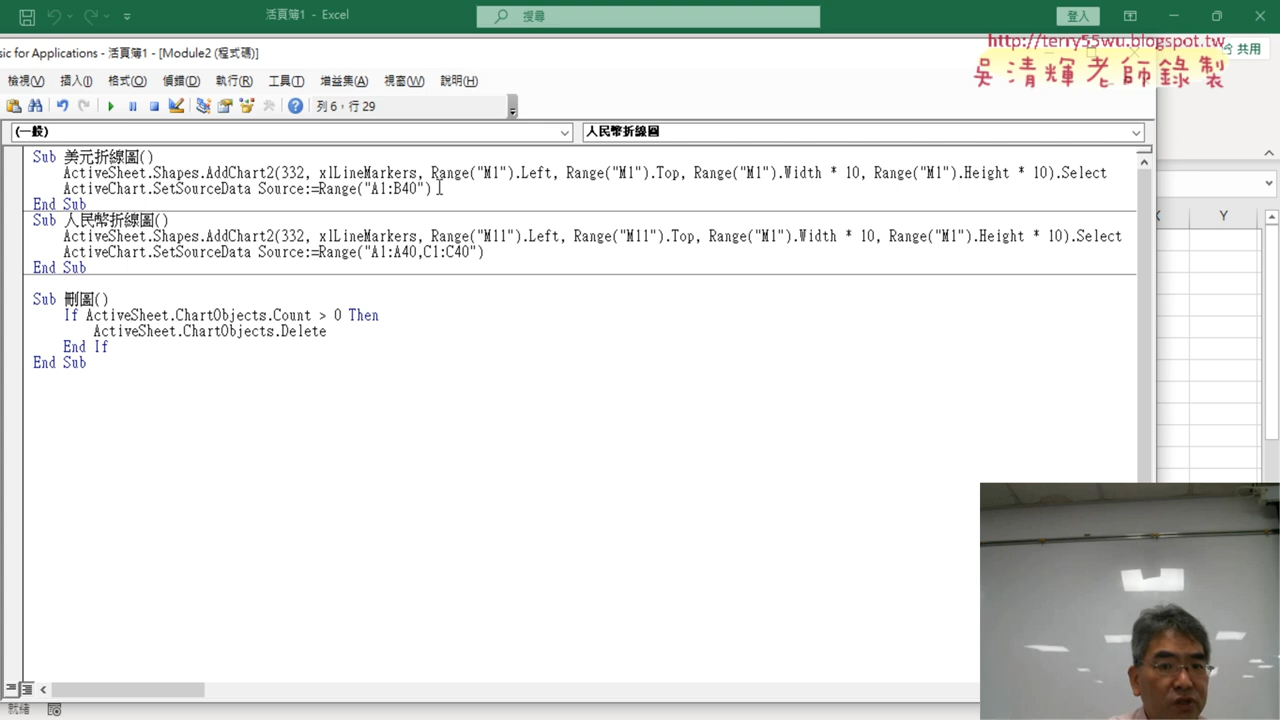 活頁簿1 - Excel
搜尋
登入
http://terry55wu.blogspot.tw
共用
吳清輝老師錄製
sic for Applications - 活頁簿1 - [Module2 (程式碼)]
檢視(V) 插入(I) 格式(O) 偵錯(D) 執行(R) 工具(T) 增益集(A) 視窗(W) 說明(H)
列 6，行 29
(一般)
人民幣折線圖
Sub 美元折線圖()
ActiveSheet.Shapes.AddChart2(332, xlLineMarkers, Range("M1").Left, Range("M1").Top, Range("M1").Width * 10, Range("M1").Height * 10).Select
ActiveChart.SetSourceData Source:=Range("A1:B40")
End Sub
Sub 人民幣折線圖()
ActiveSheet.Shapes.AddChart2(332, xlLineMarkers, Range("M11").Left, Range("M11").Top, Range("M1").Width * 10, Range("M1").Height * 10).Select
ActiveChart.SetSourceData Source:=Range("A1:A40,C1:C40")
End Sub
Sub 刪圖()
If ActiveSheet.ChartObjects.Count > 0 Then
ActiveSheet.ChartObjects.Delete
End If
End Sub
X Y
就緒